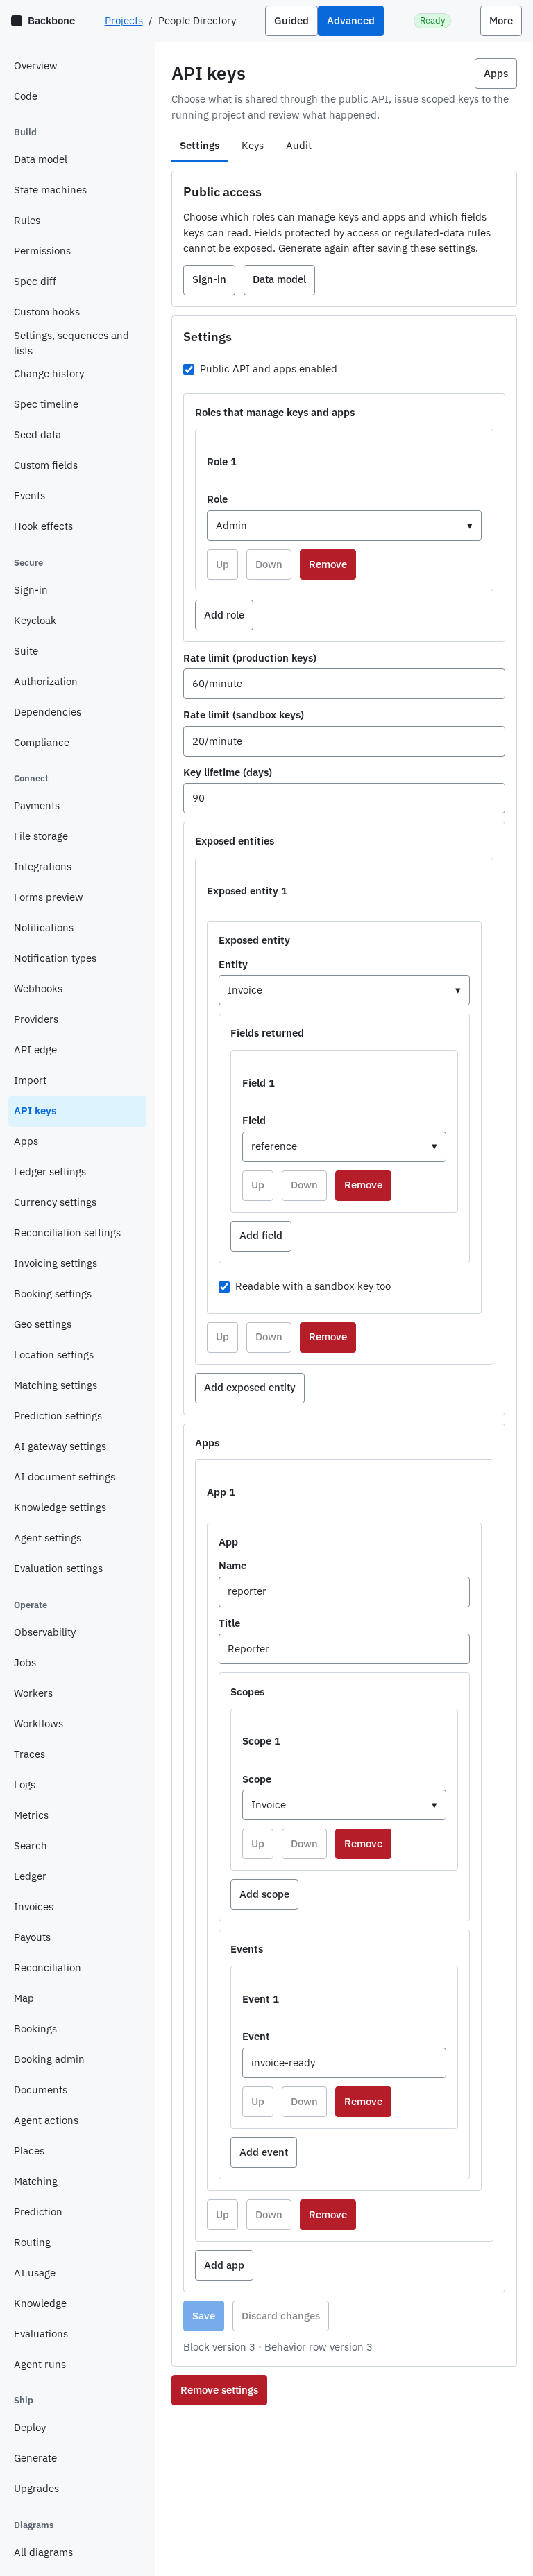 Backbone
Projects / People Directory
Guided
Advanced
Ready
More
Overview
Code
Build
Data model
State machines
Rules
Permissions
Spec diff
Custom hooks
Settings, sequences and
lists
Change history
Spec timeline
Seed data
Custom fields
Events
Hook effects
Secure
Sign-in
Keycloak
Suite
Authorization
Dependencies
Compliance
Connect
Payments
File storage
Integrations
Forms preview
Notifications
Notification types
Webhooks
Providers
API edge
Import
API keys
Apps
Ledger settings
Currency settings
Reconciliation settings
Invoicing settings
Booking settings
Geo settings
Location settings
Matching settings
Prediction settings
AI gateway settings
AI document settings
Knowledge settings
Agent settings
Evaluation settings
Operate
Observability
Jobs
Workers
Workflows
Traces
Logs
Metrics
Search
Ledger
Invoices
Payouts
Reconciliation
Map
Bookings
Booking admin
Documents
Agent actions
Places
Matching
Prediction
Routing
AI usage
Knowledge
Evaluations
Agent runs
Ship
Deploy
Generate
Upgrades
Diagrams
All diagrams
API keys
Apps
Choose what is shared through the public API, issue scoped keys to the
running project and review what happened.
Settings
Keys
Audit
Public access
Choose which roles can manage keys and apps and which fields
keys can read. Fields protected by access or regulated-data rules
cannot be exposed. Generate again after saving these settings.
Sign-in
Data model
Settings
Public API and apps enabled
Roles that manage keys and apps
Role 1
Role
Admin
Up
Down
Remove
Add role
Rate limit (production keys)
60/minute
Rate limit (sandbox keys)
20/minute
Key lifetime (days)
90
Exposed entities
Exposed entity 1
Exposed entity
Entity
Invoice
Fields returned
Field 1
Field
reference
Up
Down
Remove
Add field
Readable with a sandbox key too
Up
Down
Remove
Add exposed entity
Apps
App 1
App
Name
reporter
Title
Reporter
Scopes
Scope 1
Scope
Invoice
Up
Down
Remove
Add scope
Events
Event 1
Event
invoice-ready
Up
Down
Remove
Add event
Up
Down
Remove
Add app
Save
Discard changes
Block version 3 · Behavior row version 3
Remove settings